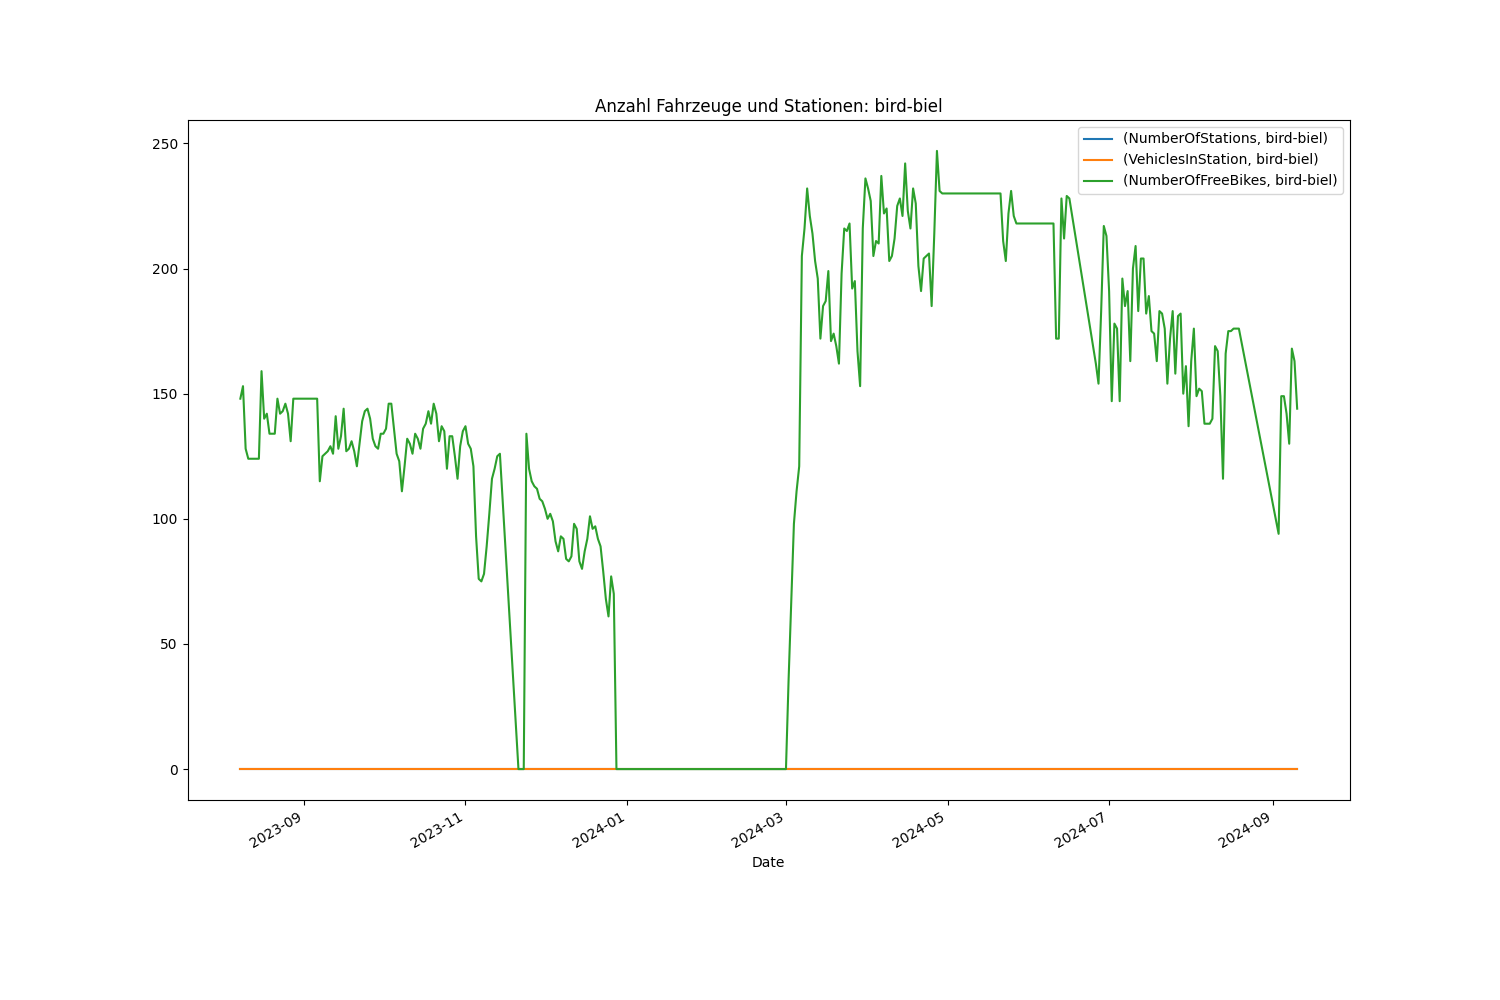 Anzahl Fahrzeuge und Stationen: bird-biel
(NumberOfStations, bird-biel)
(VehiclesInStation, bird-biel)
(NumberOfFreeBikes, bird-biel)
250
200
150
100
50
0
2023-09
2023-11
2024-01
2024-03
2024-05
2024-07
2024-09
Date